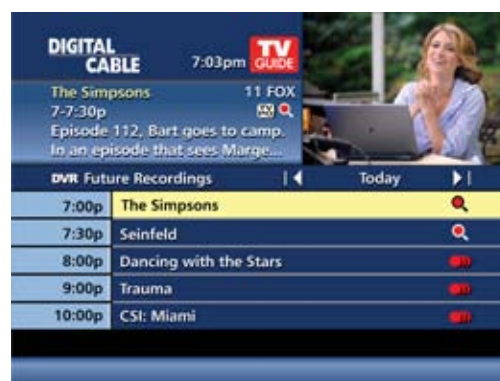 DIGITAL
CABLE
7:03pm
TV
GUIDE
The Simpsons 11 FOX
7-7:30p
Episode 112, Bart goes to camp.
In an episode that sees Marge...
DVR Future Recordings Today
7:00p The Simpsons
7:30p Seinfeld
8:00p Dancing with the Stars
9:00p Trauma
10:00p CSI: Miami